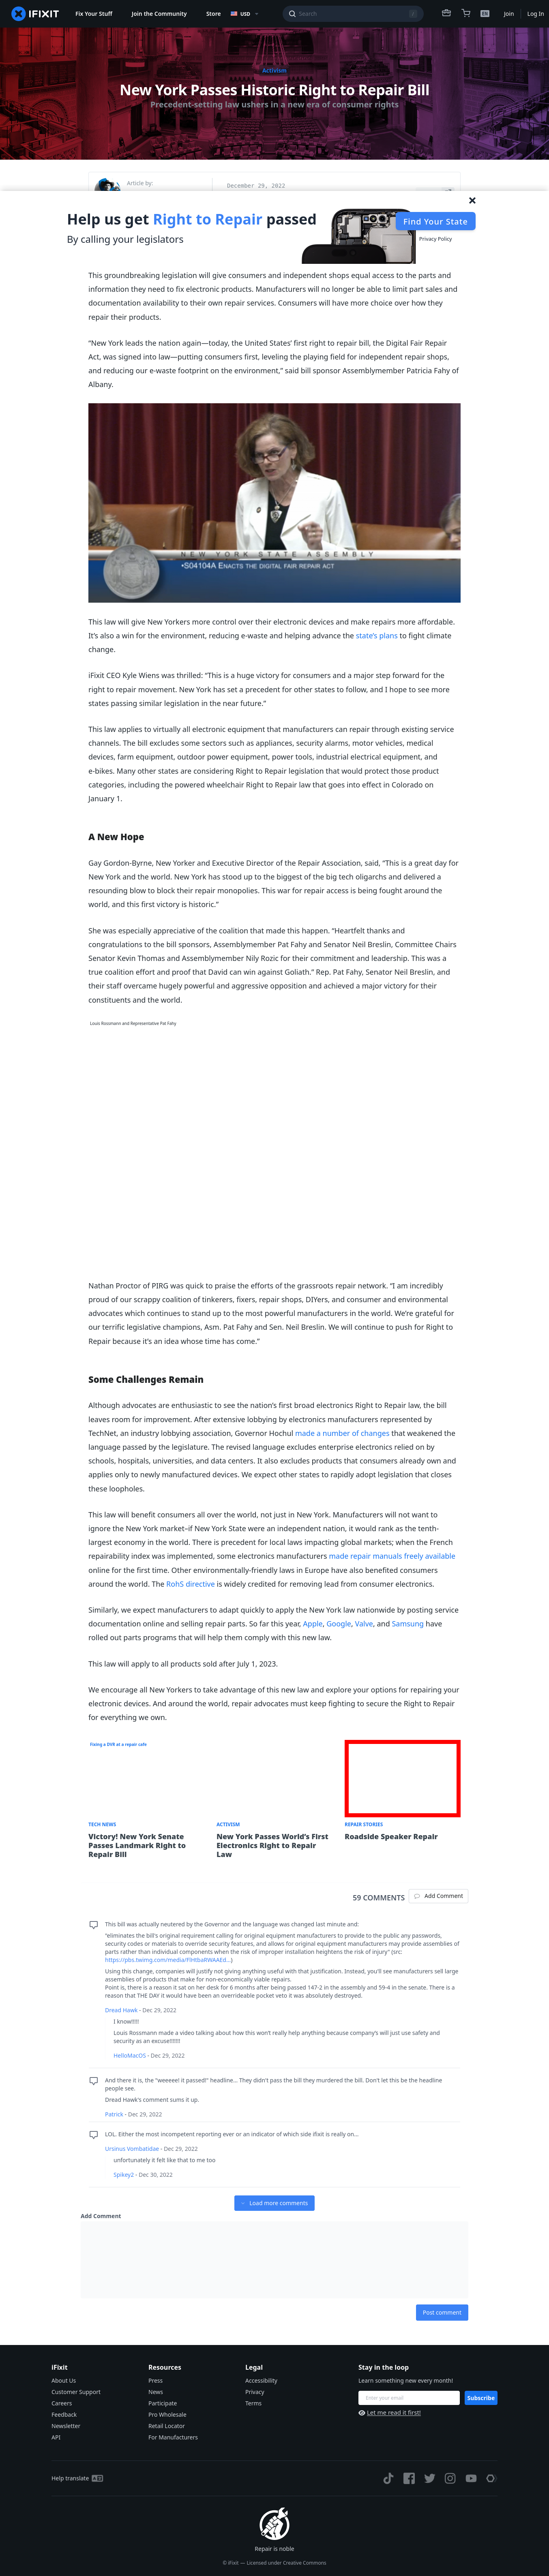 IFIXIT
Fix Your Stuff
Join the Community
Store
USD
Search
/
EN
Join
Log In
Activism
New York Passes Historic Right to Repair Bill
Precedent-setting law ushers in a new era of consumer rights
Article by:
December 29, 2022
Help us get Right to Repair passed
By calling your legislators
Find Your State
Privacy Policy
This groundbreaking legislation will give consumers and independent shops equal access to the parts and
information they need to fix electronic products. Manufacturers will no longer be able to limit part sales and
documentation availability to their own repair services. Consumers will have more choice over how they
repair their products.
“New York leads the nation again—today, the United States’ first right to repair bill, the Digital Fair Repair
Act, was signed into law—putting consumers first, leveling the playing field for independent repair shops,
and reducing our e-waste footprint on the environment,” said bill sponsor Assemblymember Patricia Fahy of
Albany.
NEW YORK STATE ASSEMBLY
•S04104A ENACTS THE DIGITAL FAIR REPAIR ACT
This law will give New Yorkers more control over their electronic devices and make repairs more affordable.
It’s also a win for the environment, reducing e-waste and helping advance the state’s plans to fight climate
change.
iFixit CEO Kyle Wiens was thrilled: “This is a huge victory for consumers and a major step forward for the
right to repair movement. New York has set a precedent for other states to follow, and I hope to see more
states passing similar legislation in the near future.”
This law applies to virtually all electronic equipment that manufacturers can repair through existing service
channels. The bill excludes some sectors such as appliances, security alarms, motor vehicles, medical
devices, farm equipment, outdoor power equipment, power tools, industrial electrical equipment, and
e-bikes. Many other states are considering Right to Repair legislation that would protect those product
categories, including the powered wheelchair Right to Repair law that goes into effect in Colorado on
January 1.
A New Hope
Gay Gordon-Byrne, New Yorker and Executive Director of the Repair Association, said, “This is a great day for
New York and the world. New York has stood up to the biggest of the big tech oligarchs and delivered a
resounding blow to block their repair monopolies. This war for repair access is being fought around the
world, and this first victory is historic.”
She was especially appreciative of the coalition that made this happen. “Heartfelt thanks and
congratulations to the bill sponsors, Assemblymember Pat Fahy and Senator Neil Breslin, Committee Chairs
Senator Kevin Thomas and Assemblymember Nily Rozic for their commitment and leadership. This was a
true coalition effort and proof that David can win against Goliath.” Rep. Pat Fahy, Senator Neil Breslin, and
their staff overcame hugely powerful and aggressive opposition and achieved a major victory for their
constituents and the world.
Louis Rossmann and Representative Pat Fahy
Nathan Proctor of PIRG was quick to praise the efforts of the grassroots repair network. “I am incredibly
proud of our scrappy coalition of tinkerers, fixers, repair shops, DIYers, and consumer and environmental
advocates which continues to stand up to the most powerful manufacturers in the world. We’re grateful for
our terrific legislative champions, Asm. Pat Fahy and Sen. Neil Breslin. We will continue to push for Right to
Repair because it’s an idea whose time has come.”
Some Challenges Remain
Although advocates are enthusiastic to see the nation’s first broad electronics Right to Repair law, the bill
leaves room for improvement. After extensive lobbying by electronics manufacturers represented by
TechNet, an industry lobbying association, Governor Hochul made a number of changes that weakened the
language passed by the legislature. The revised language excludes enterprise electronics relied on by
schools, hospitals, universities, and data centers. It also excludes products that consumers already own and
applies only to newly manufactured devices. We expect other states to rapidly adopt legislation that closes
these loopholes.
This law will benefit consumers all over the world, not just in New York. Manufacturers will not want to
ignore the New York market–if New York State were an independent nation, it would rank as the tenth-
largest economy in the world. There is precedent for local laws impacting global markets; when the French
repairability index was implemented, some electronics manufacturers made repair manuals freely available
online for the first time. Other environmentally-friendly laws in Europe have also benefited consumers
around the world. The RohS directive is widely credited for removing lead from consumer electronics.
Similarly, we expect manufacturers to adapt quickly to apply the New York law nationwide by posting service
documentation online and selling repair parts. So far this year, Apple, Google, Valve, and Samsung have
rolled out parts programs that will help them comply with this new law.
This law will apply to all products sold after July 1, 2023.
We encourage all New Yorkers to take advantage of this new law and explore your options for repairing your
electronic devices. And around the world, repair advocates must keep fighting to secure the Right to Repair
for everything we own.
Fixing a DVR at a repair cafe
TECH NEWS
Victory! New York Senate
Passes Landmark Right to
Repair Bill
ACTIVISM
New York Passes World’s First
Electronics Right to Repair
Law
REPAIR STORIES
Roadside Speaker Repair
59 COMMENTS
Add Comment
This bill was actually neutered by the Governor and the language was changed last minute and:
“eliminates the bill’s original requirement calling for original equipment manufacturers to provide to the public any passwords,
security codes or materials to override security features, and allows for original equipment manufacturers may provide assemblies of
parts rather than individual components when the risk of improper installation heightens the risk of injury” (src:
https://pbs.twimg.com/media/FlHtbaRWAAEd...)
Using this change, companies will justify not giving anything useful with that justification. Instead, you’ll see manufacturers sell large
assemblies of products that make for non-economically viable repairs.
Point is, there is a reason it sat on her desk for 6 months after being passed 147-2 in the assembly and 59-4 in the senate. There is a
reason that THE DAY it would have been an overrideable pocket veto it was absolutely destroyed.
Dread Hawk - Dec 29, 2022
I know!!!!!
Louis Rossmann made a video talking about how this won’t really help anything because company’s will just use safety and
security as an excuse!!!!!!!
HelloMacOS - Dec 29, 2022
And there it is, the "weeeee! it passed!" headline... They didn't pass the bill they murdered the bill. Don't let this be the headline
people see.
Dread Hawk's comment sums it up.
Patrick - Dec 29, 2022
LOL. Either the most incompetent reporting ever or an indicator of which side ifixit is really on...
Ursinus Vombatidae - Dec 29, 2022
unfortunately it felt like that to me too
Spikey2 - Dec 30, 2022
Load more comments
Add Comment
Post comment
iFixit
About Us
Customer Support
Careers
Feedback
Newsletter
API
Resources
Press
News
Participate
Pro Wholesale
Retail Locator
For Manufacturers
Legal
Accessibility
Privacy
Terms
Stay in the loop
Learn something new every month!
Enter your email
Subscribe
Let me read it first!
Help translate
Repair is noble
© iFixit — Licensed under Creative Commons